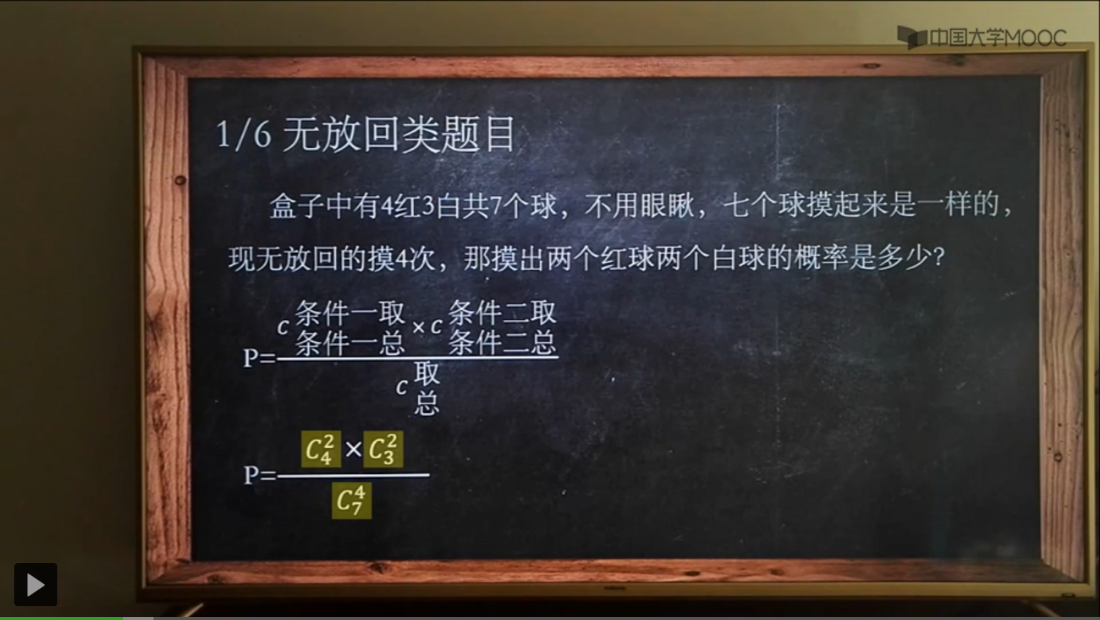 中国大学MOOC
1/6 无放回类题目
盒子中有4红3白共7个球，不用眼瞅，七个球摸起来是一样的，
现无放回的摸4次，那摸出两个红球两个白球的概率是多少？
P=\frac{C_{条件一总}^{条件一取} × C_{条件二总}^{条件二取}}{C_{总}^{取}}
P=\frac{C_4^2 × C_3^2}{C_7^4}